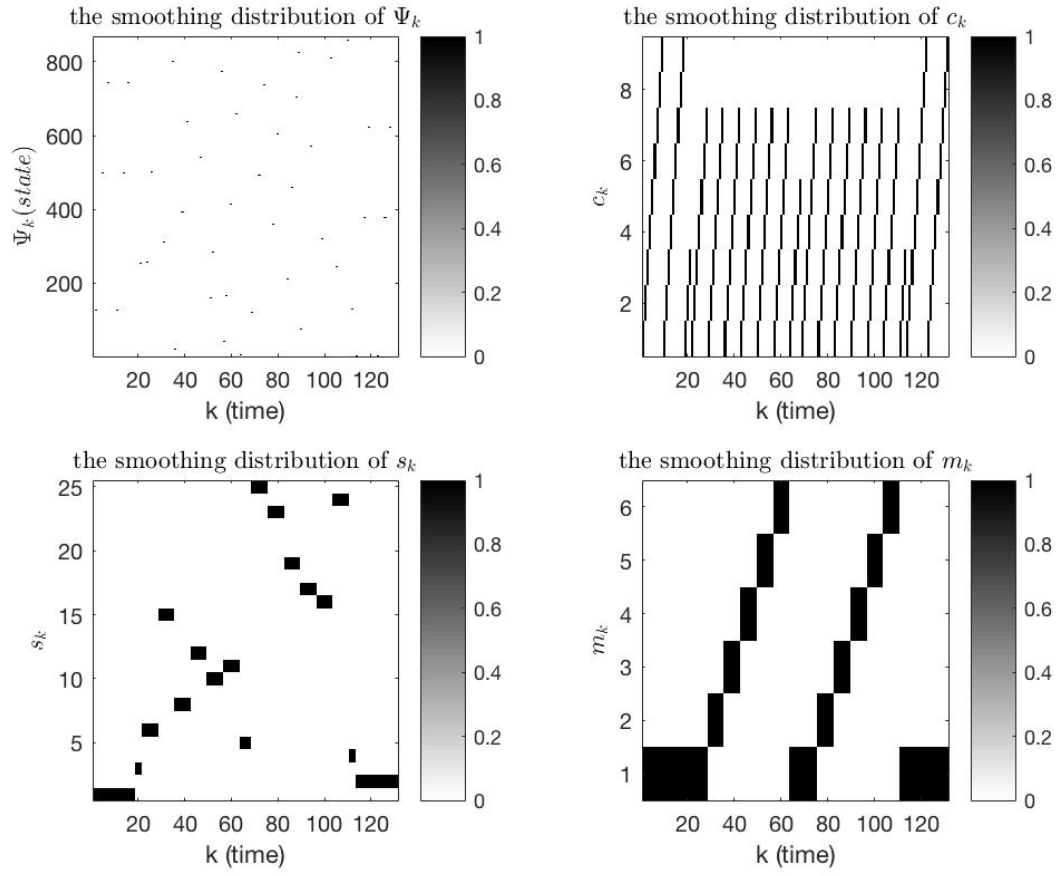 the smoothing distribution of Ψ_k
Ψ_k(state)
800
600
400
200
20 40 60 80 100 120
k (time)
1
0.8
0.6
0.4
0.2
0
the smoothing distribution of c_k
c_k
8
6
4
2
20 40 60 80 100 120
k (time)
1
0.8
0.6
0.4
0.2
0
the smoothing distribution of s_k
s_k
25
20
15
10
5
20 40 60 80 100 120
k (time)
1
0.8
0.6
0.4
0.2
0
the smoothing distribution of m_k
m_k
6
5
4
3
2
1
20 40 60 80 100 120
k (time)
1
0.8
0.6
0.4
0.2
0